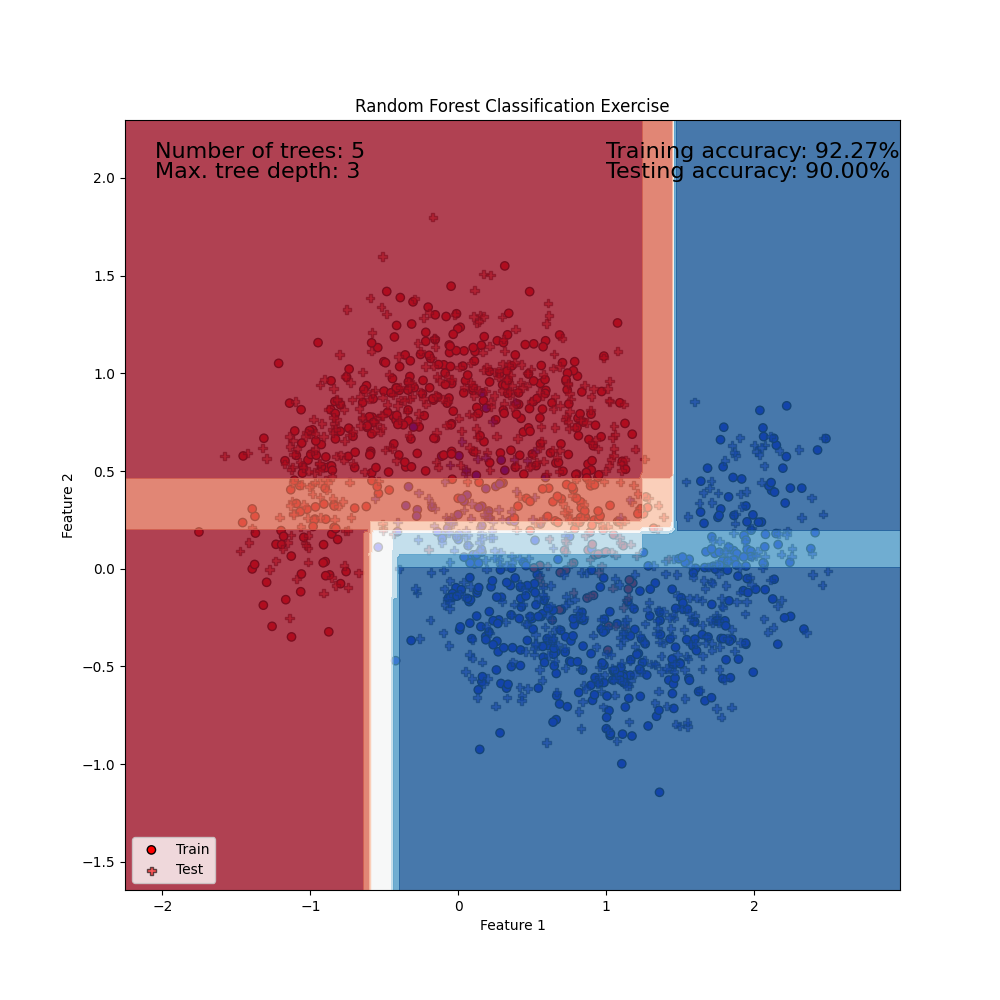 Random Forest Classification Exercise
Number of trees: 5
Max. tree depth: 3
Training accuracy: 92.27%
Testing accuracy: 90.00%
2.0
1.5
1.0
0.5
0.0
−0.5
−1.0
−1.5
Feature 2
Train
Test
−2
−1
0
1
2
Feature 1